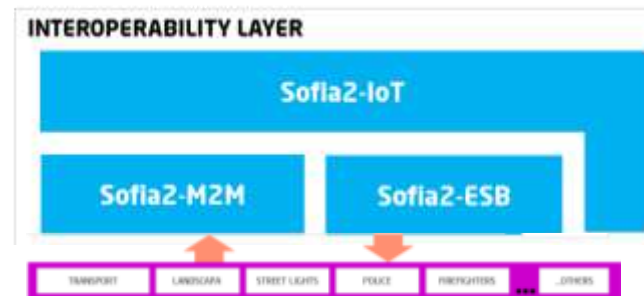 INTEROPERABILITY LAYER
Sofia2-IoT
Sofia2-M2M Sofia2-ESB
TRANSPORT LANDSCAPA STREET LIGHTS POLICE FIREFIGHTERS ... ...OTHERS